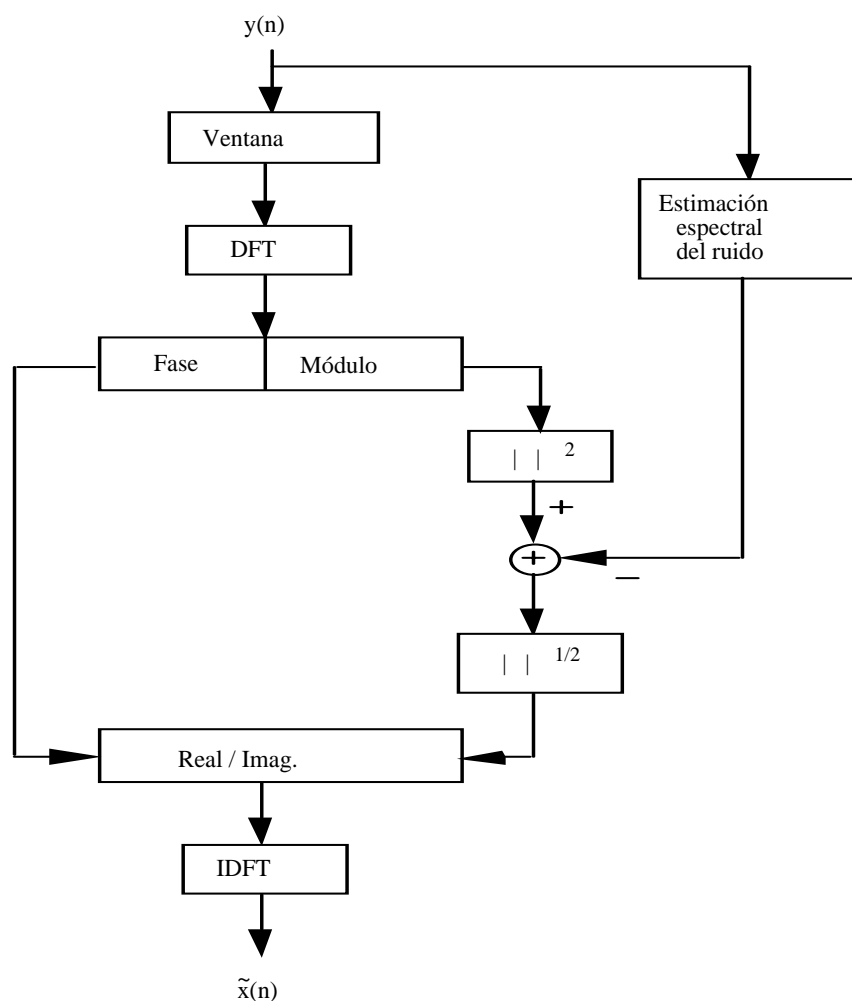 y(n)
Ventana
Estimación
espectral
del ruido
DFT
Fase
Módulo
| | ²
+
+
−
| | ¹/²
Real / Imag.
IDFT
x̃(n)